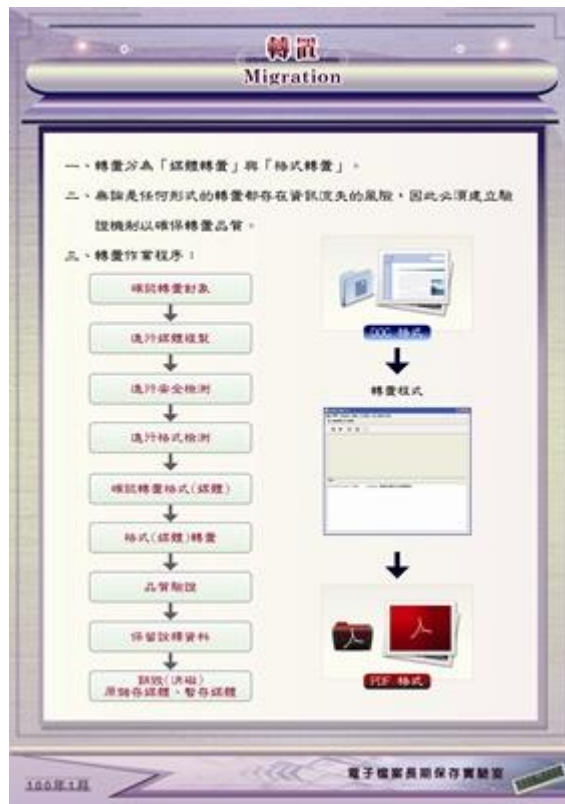 轉置
Migration
一、轉置分為「媒體轉置」與「格式轉置」。
二、無論是任何形式的轉置都存在資訊流失的風險，因此必須建立驗
證機制以確保轉置品質。
三、轉置作業程序：
確認轉置對象
進行媒體複製
進行安全檢測
進行格式檢測
確認轉置格式(媒體)
格式(媒體)轉置
品質驗證
保留詮釋資料
銷毀(消磁)
原儲存媒體、暫存媒體
DOC 格式
轉置程式
PDF 格式
100年1月
電子檔案長期保存實驗室